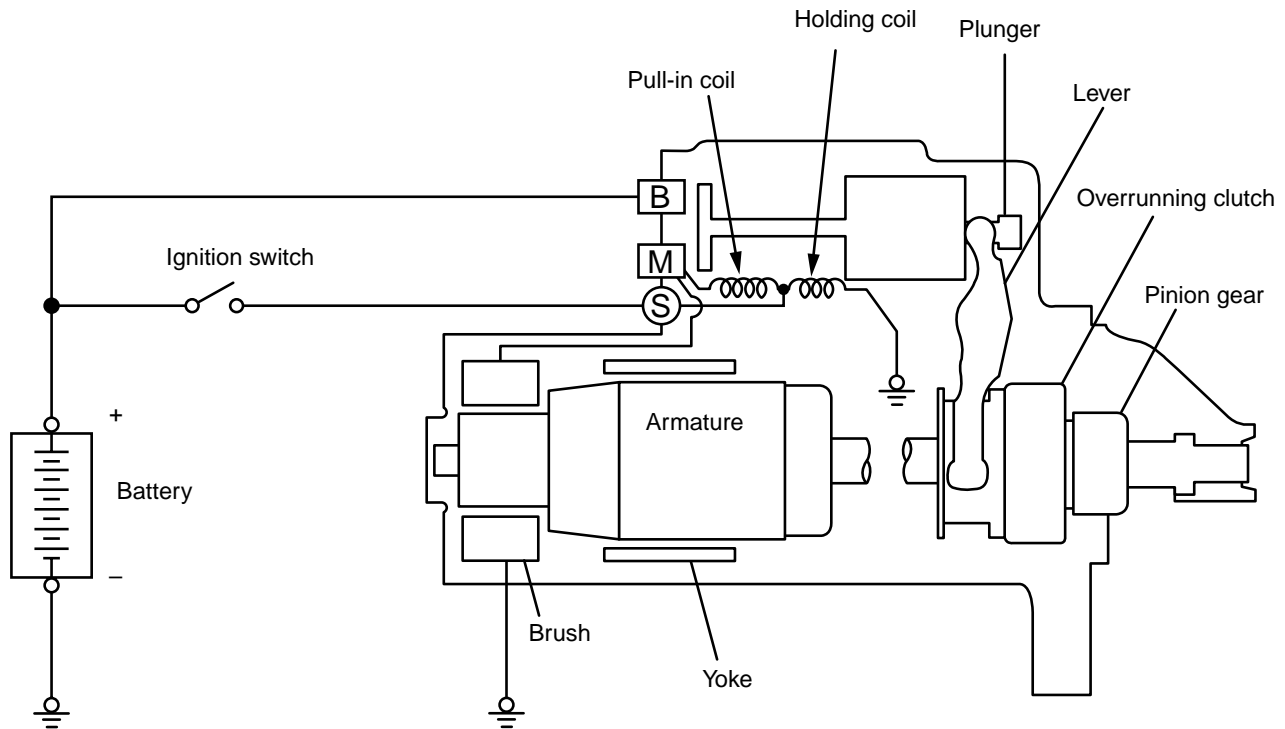 Holding coil
Plunger
Pull-in coil
Lever
B
Overrunning clutch
Ignition switch
M
Pinion gear
S
+
Armature
Battery
–
Brush
Yoke